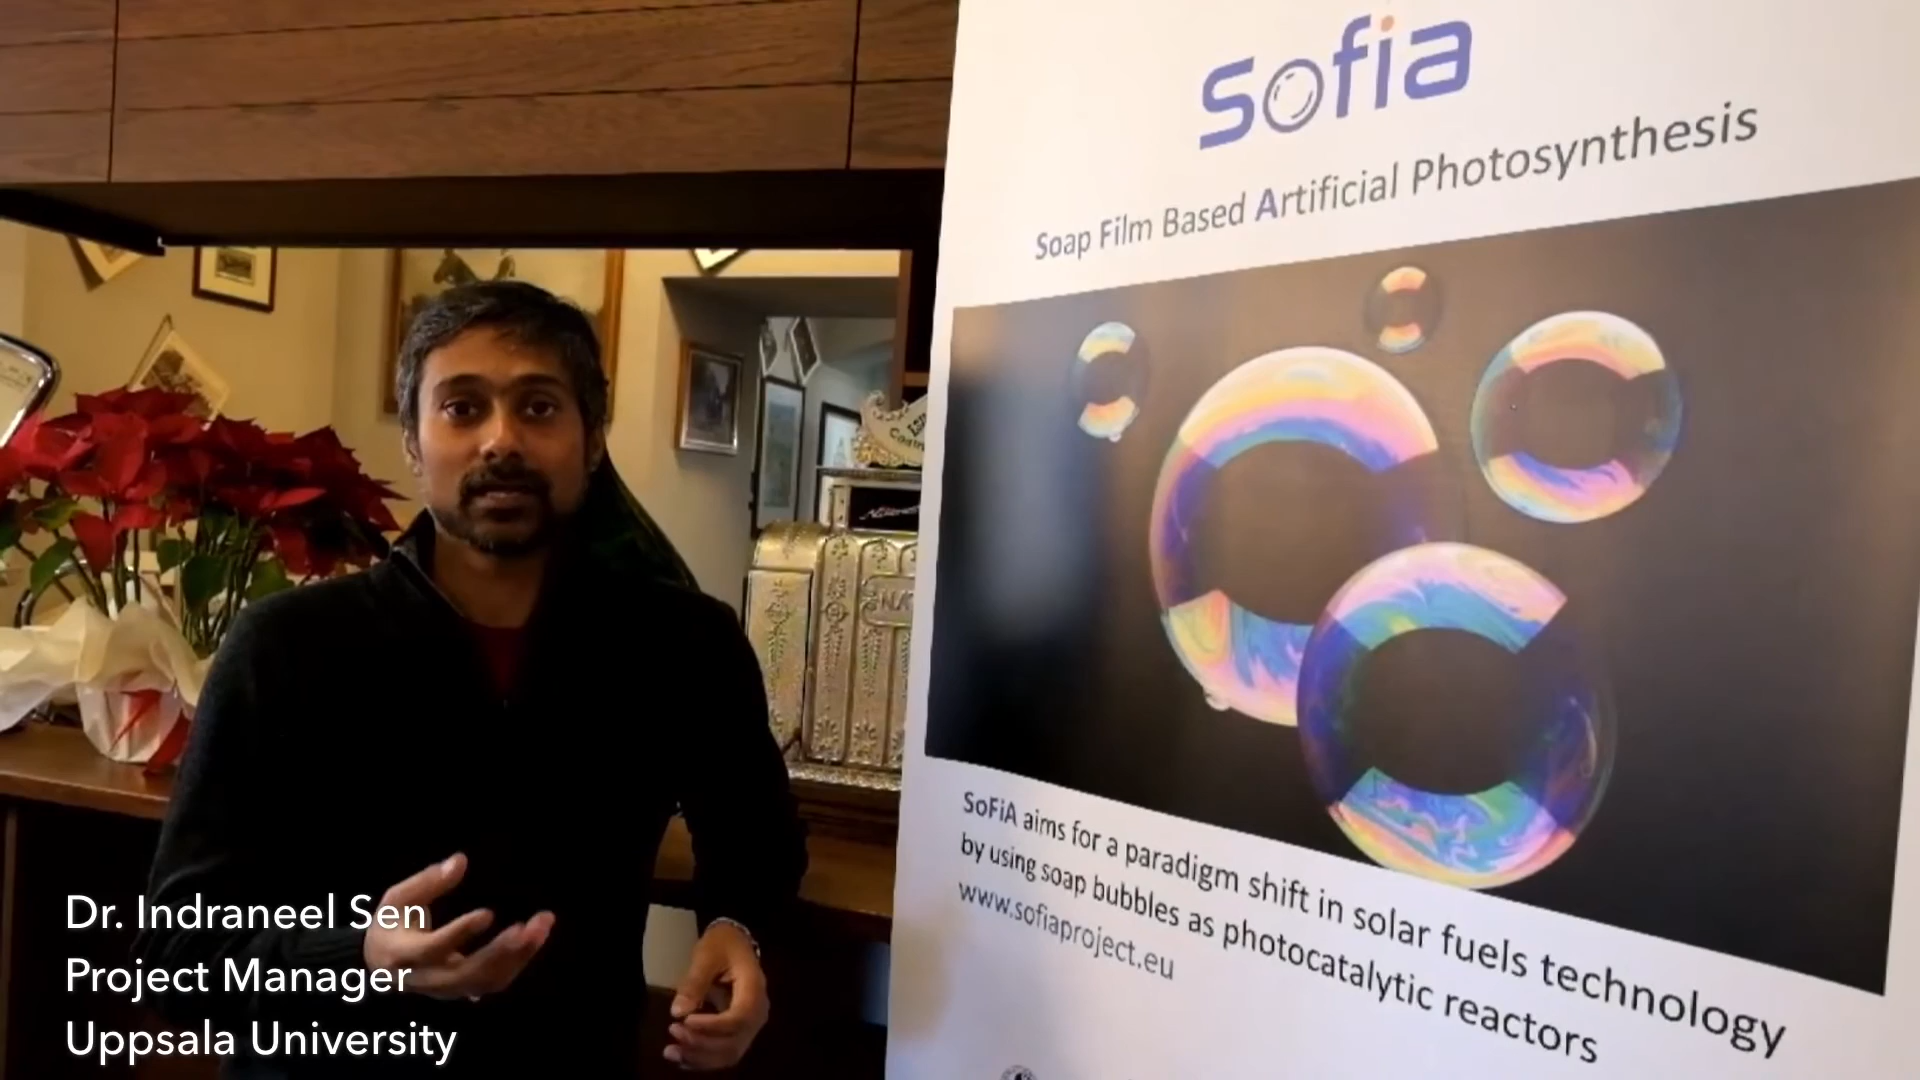 Sofia
Soap Film Based Artificial Photosynthesis
SoFiA aims for a paradigm shift in solar fuels technology
by using soap bubbles as photocatalytic reactors
www.sofiaproject.eu
Dr. Indraneel Sen
Project Manager
Uppsala University